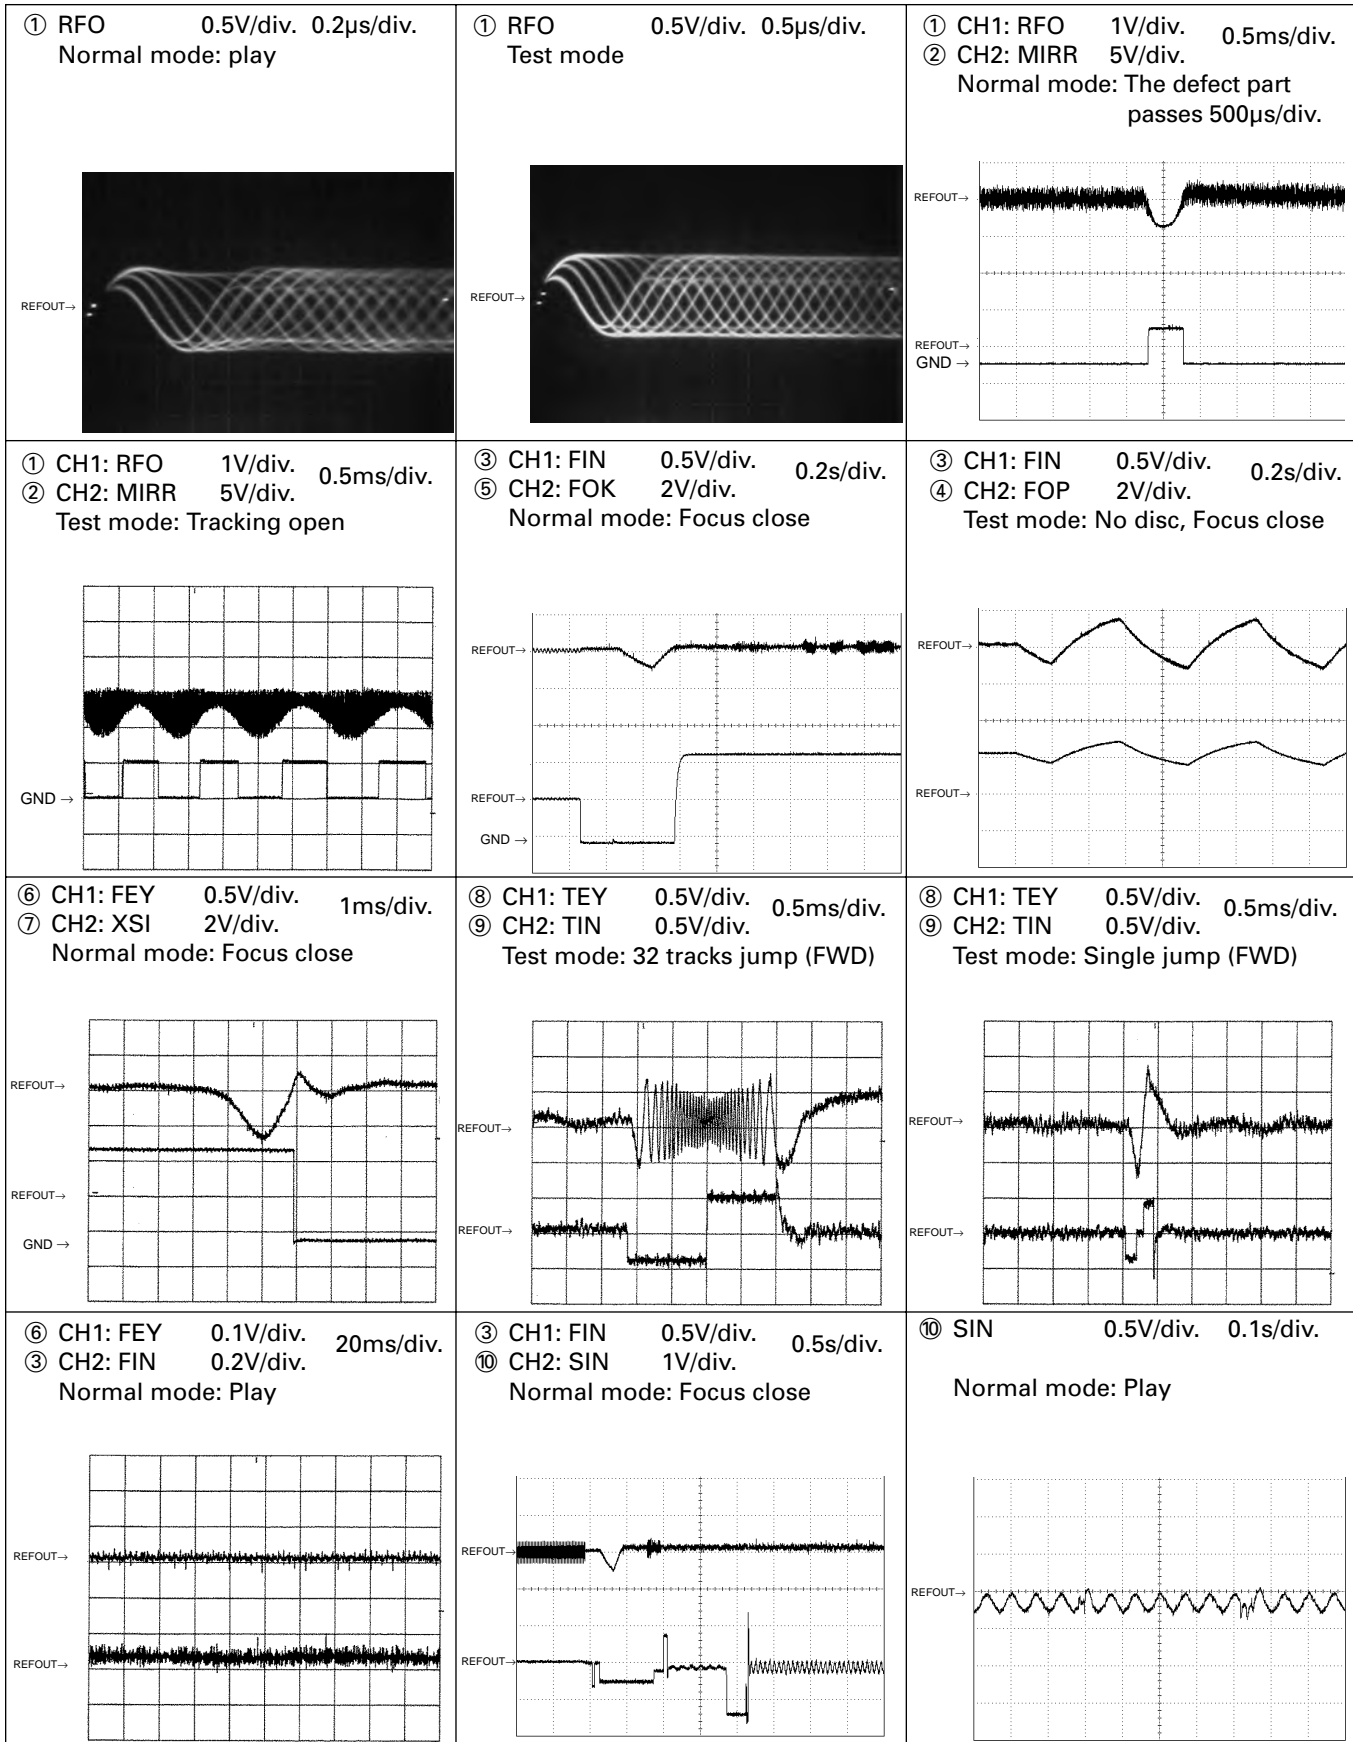 ① RFO 0.5V/div. 0.2µs/div.
Normal mode: play
REFOUT→
① RFO 0.5V/div. 0.5µs/div.
Test mode
REFOUT→
① CH1: RFO 1V/div. 0.5ms/div.
② CH2: MIRR 5V/div.
Normal mode: The defect part
passes 500µs/div.
REFOUT→
REFOUT→
GND →
① CH1: RFO 1V/div. 0.5ms/div.
② CH2: MIRR 5V/div.
Test mode: Tracking open
GND →
③ CH1: FIN 0.5V/div. 0.2s/div.
⑤ CH2: FOK 2V/div.
Normal mode: Focus close
REFOUT→
REFOUT→
GND →
③ CH1: FIN 0.5V/div. 0.2s/div.
④ CH2: FOP 2V/div.
Test mode: No disc, Focus close
REFOUT→
REFOUT→
⑥ CH1: FEY 0.5V/div. 1ms/div.
⑦ CH2: XSI 2V/div.
Normal mode: Focus close
REFOUT→
REFOUT→
GND →
⑧ CH1: TEY 0.5V/div. 0.5ms/div.
⑨ CH2: TIN 0.5V/div.
Test mode: 32 tracks jump (FWD)
REFOUT→
REFOUT→
⑧ CH1: TEY 0.5V/div. 0.5ms/div.
⑨ CH2: TIN 0.5V/div.
Test mode: Single jump (FWD)
REFOUT→
REFOUT→
⑥ CH1: FEY 0.1V/div. 20ms/div.
③ CH2: FIN 0.2V/div.
Normal mode: Play
REFOUT→
REFOUT→
③ CH1: FIN 0.5V/div. 0.5s/div.
⑩ CH2: SIN 1V/div.
Normal mode: Focus close
REFOUT→
REFOUT→
⑩ SIN 0.5V/div. 0.1s/div.
Normal mode: Play
REFOUT→